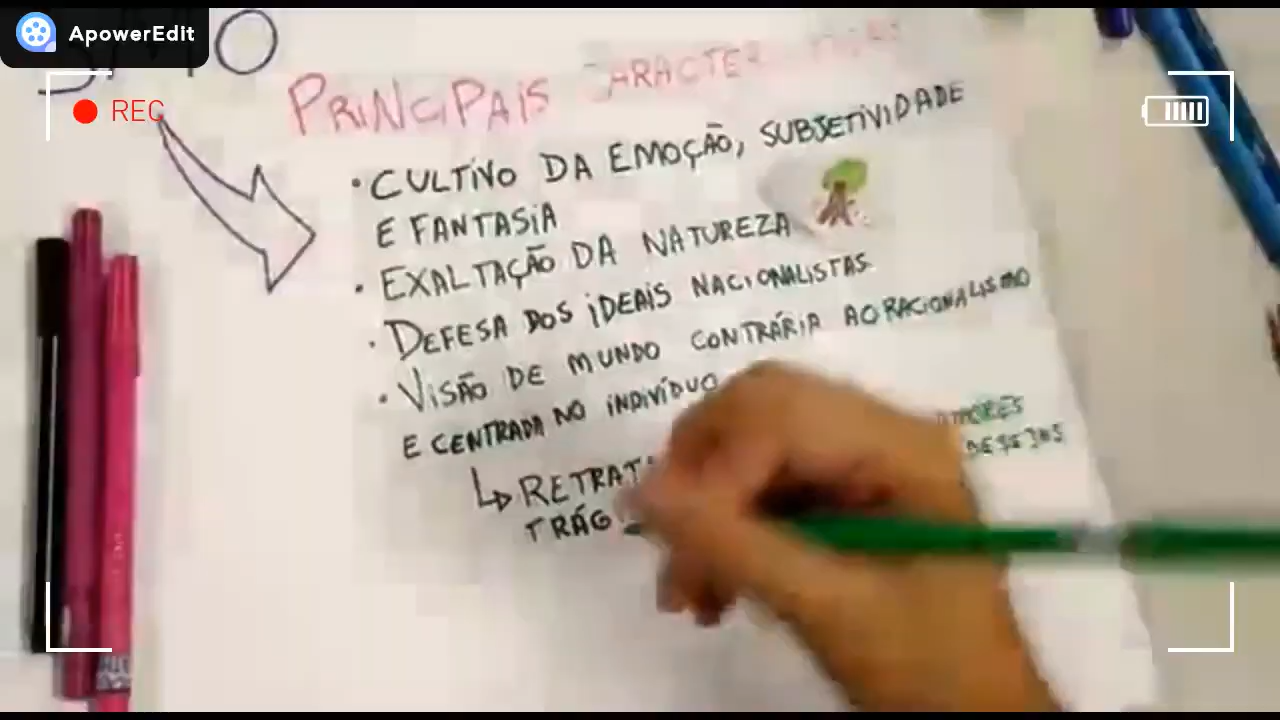 ApowerEdit
REC
PRINCIPAIS
• CULTIVO DA EMOÇÃO, SUBJETIVIDADE
E FANTASIA
• EXALTAÇÃO DA NATUREZA
• DEFESA DOS IDEAIS NACIONALISTAS
• VISÃO DE MUNDO CONTRÁRIA AO RACIONALISMO
E CENTRADA NO INDIVÍDUO
AMORES
DESEJOS